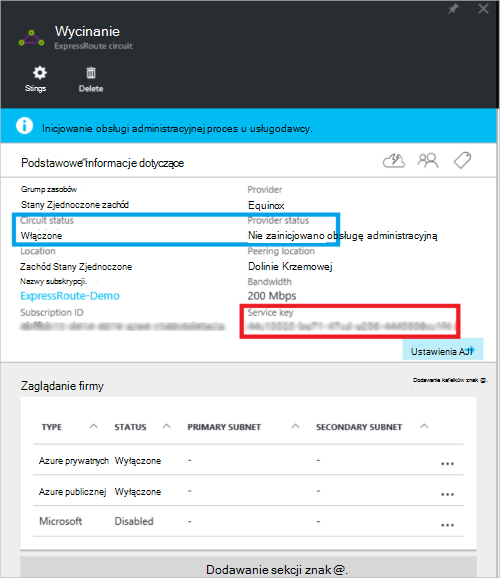 Wycinanie
ExpressRoute circuit
Stings
Delete
Inicjowanie obsługi administracyjnej proces u usługodawcy.
Podstawowe informacje dotyczące
Grump zasobów
Provider
Stany Zjednoczone zachód
Equinox
Circuit status
Provider status
Włączone
Nie zainicjowano obsługę administracyjną
Location
Peering location
Zachód Stany Zjednoczone
Dolinie Krzemowej
Nazwy subskrypcji.
Bandwidth
ExpressRoute-Demo
200 Mbps
Subscription ID
Service key
Ustawienia
Zaglądanie firmy
Dodawanie kafelków znak @.
TYPE STATUS PRIMARY SUBNET SECONDARY SUBNET
Azure prywatnych Wyłączone - - ...
Azure publicznej Wyłączone - - ...
Microsoft Disabled - - ...
Dodawanie sekcji znak @.